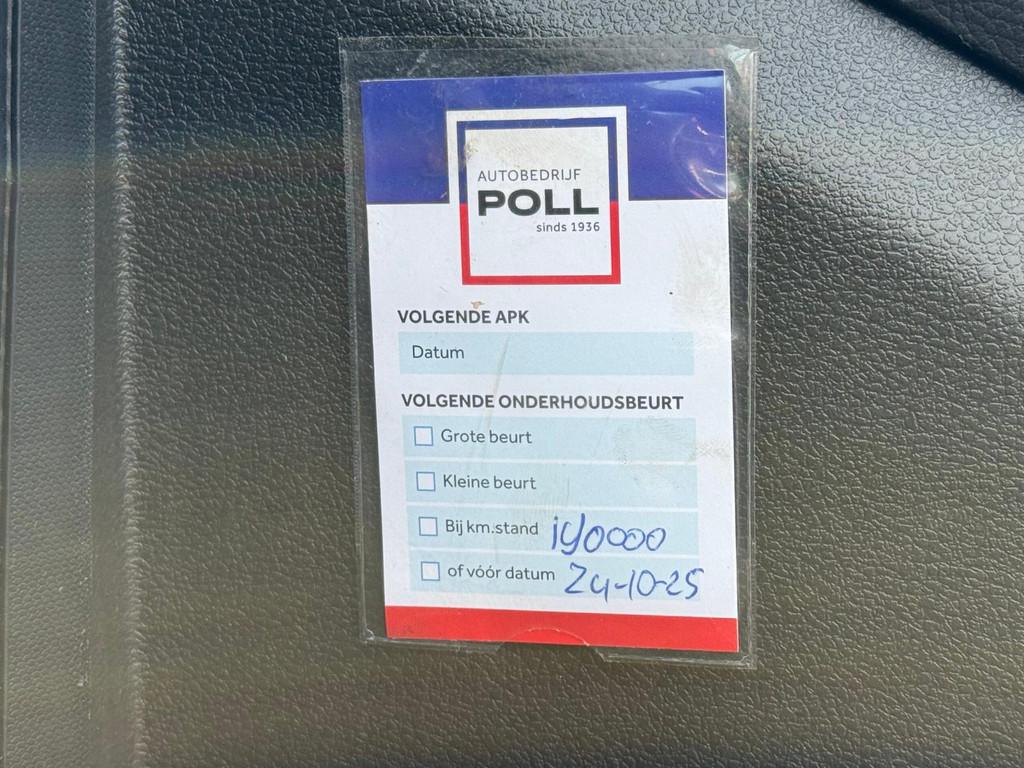 AUTOBEDRIJF
POLL
sinds 1936
VOLGENDE APK
Datum
VOLGENDE ONDERHOUDSBEURT
Grote beurt
Kleine beurt
Bij km.stand 140000
of vóór datum 24-10-25